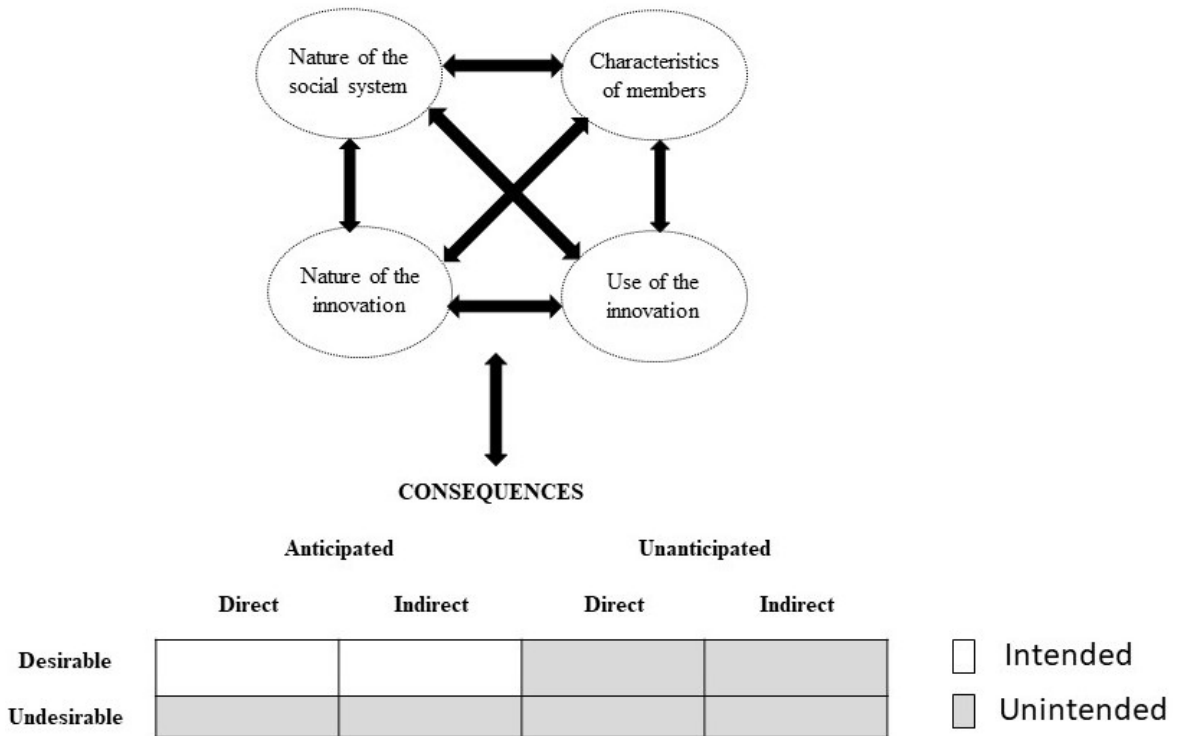 Nature of the
social system
Characteristics
of members
Nature of the
innovation
Use of the
innovation
CONSEQUENCES
Anticipated Unanticipated
Direct Indirect Direct Indirect
Desirable
Intended
Undesirable
Unintended